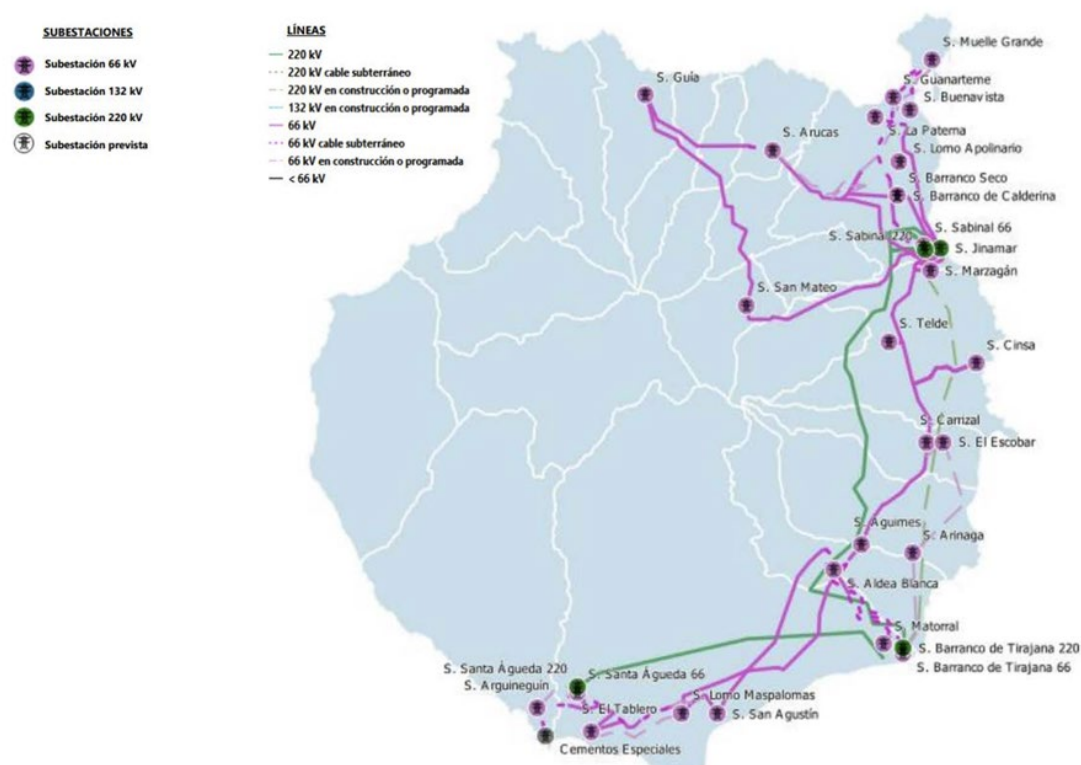 SUBESTACIONES
Subestación 66 kV
Subestación 132 kV
Subestación 220 kV
Subestación prevista
LÍNEAS
220 kV
220 kV cable subterráneo
220 kV en construcción o programada
132 kV en construcción o programada
66 kV
66 kV cable subterráneo
66 kV en construcción o programada
< 66 kV
S. Muelle Grande
S. Guía
S. Guanarteme
S. Buenavista
S. Arucas
S. La Paterna
S. Lomo Apolinario
S. Barranco Seco
S. Barranco de Calderina
S. Sabinal 66
S. Sabinal 220
S. Jinamar
S. Marzagán
S. San Mateo
S. Telde
S. Cinsa
S. Carrizal
S. El Escobar
S. Aguimes
S. Arinaga
S. Aldea Blanca
S. Matorral
S. Barranco de Tirajana 220
S. Barranco de Tirajana 66
S. Santa Águeda 220
S. Santa Águeda 66
S. Arguineguín
S. El Tablero
S. Lomo Maspalomas
S. San Agustín
Cementos Especiales